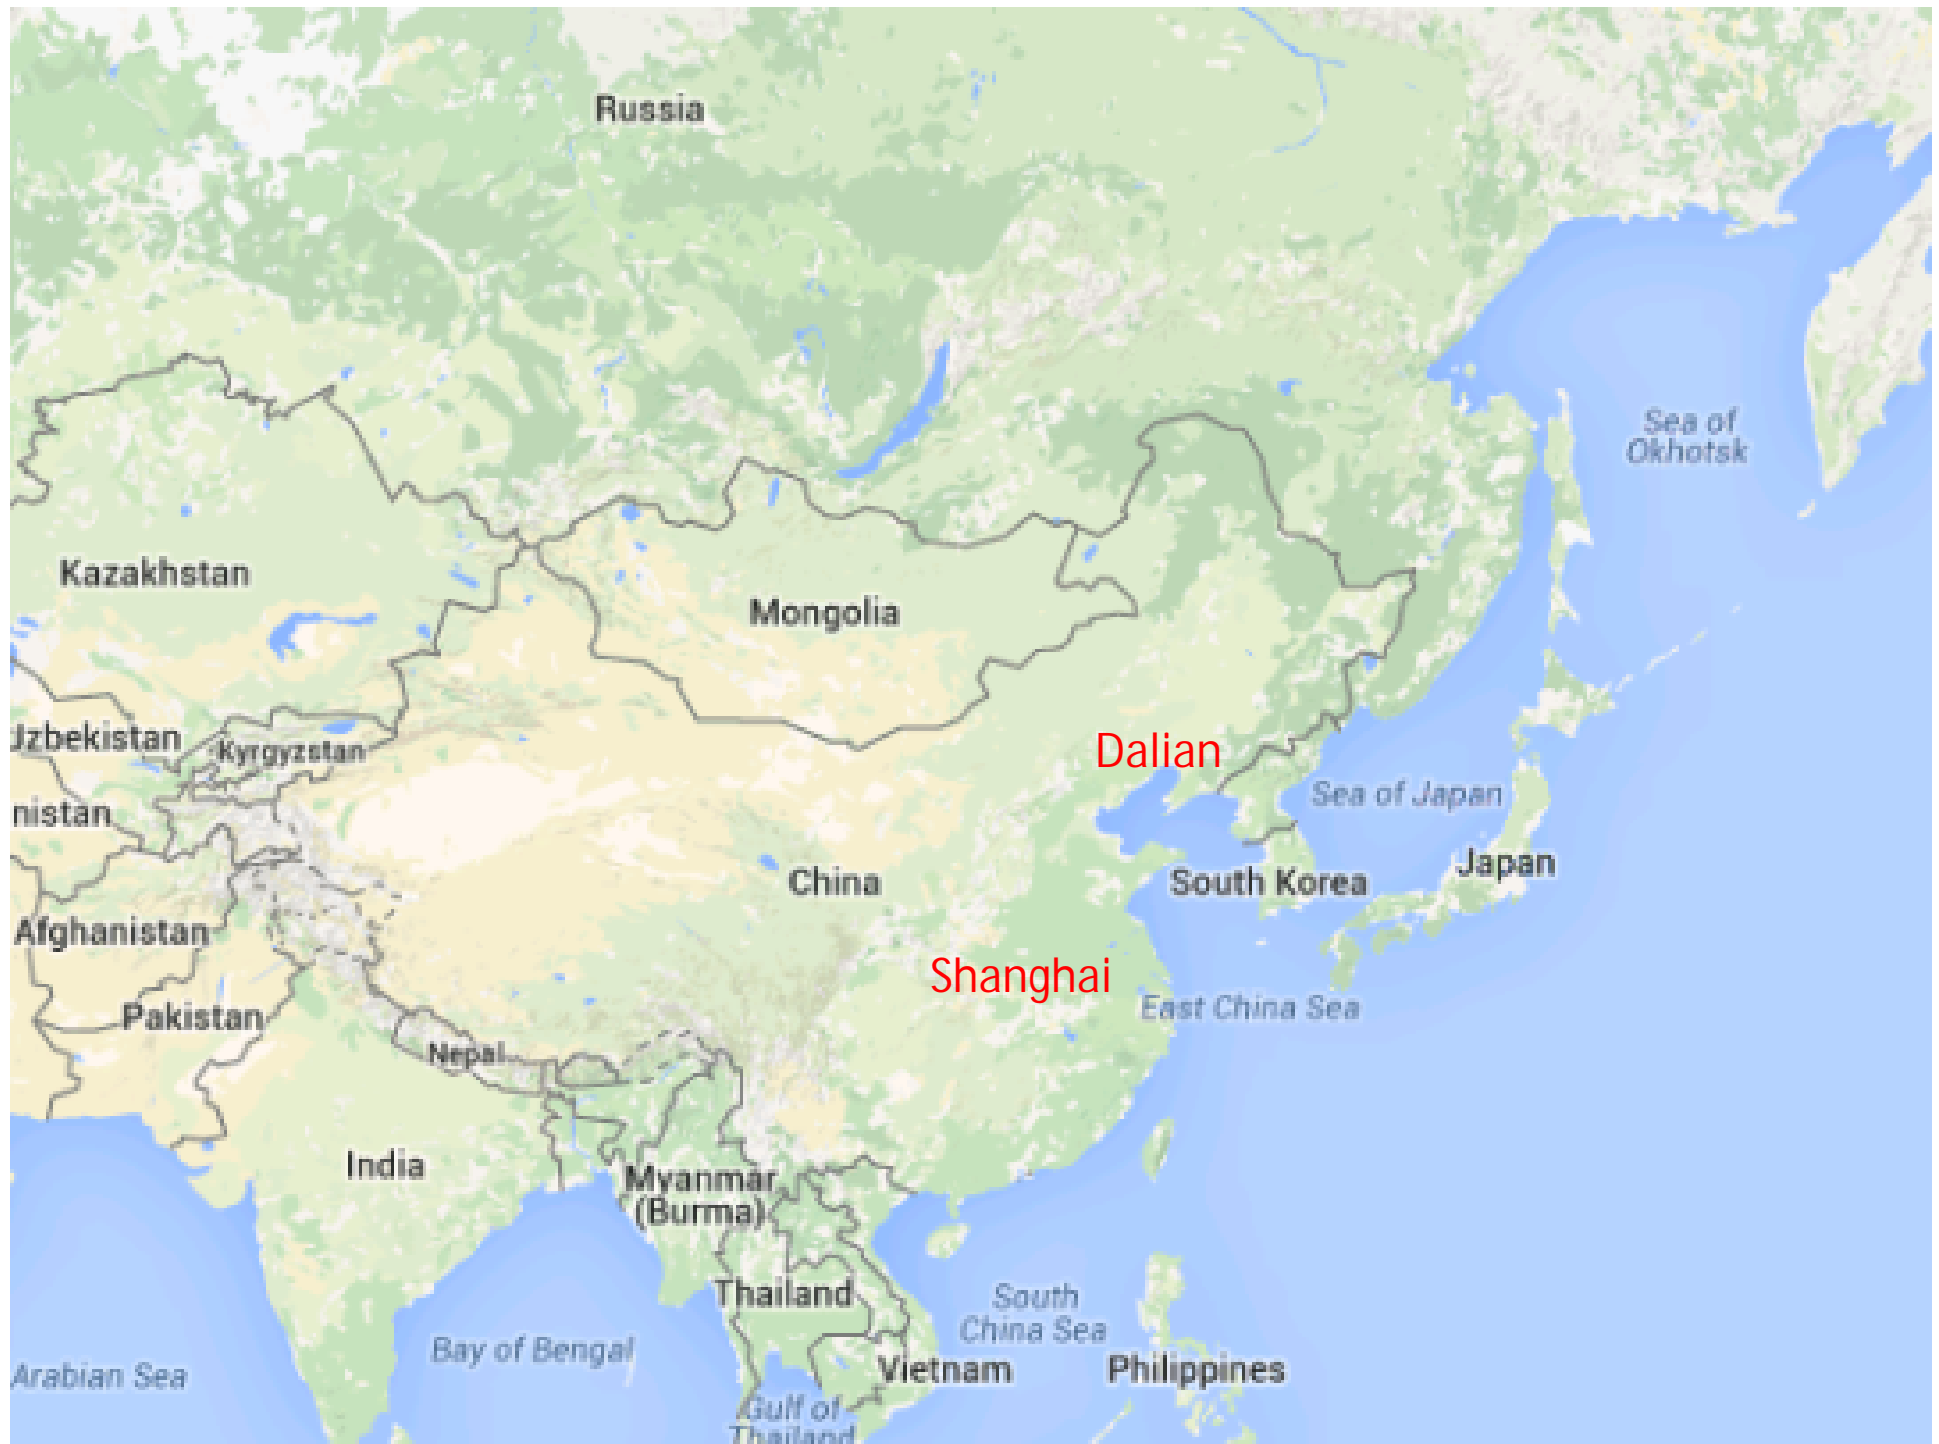 Russia
Sea of
Okhotsk
Kazakhstan
Mongolia
Jzbekistan
Kyrgyzstan
Dalian
Sea of Japan
nistan
Japan
China
South Korea
Afghanistan
Shanghai
East China Sea
Pakistan
Nepal
India
Myanmar
(Burma)
Thailand
South
China Sea
Bay of Bengal
Arabian Sea
Vietnam
Philippines
Gulf of
Thailand